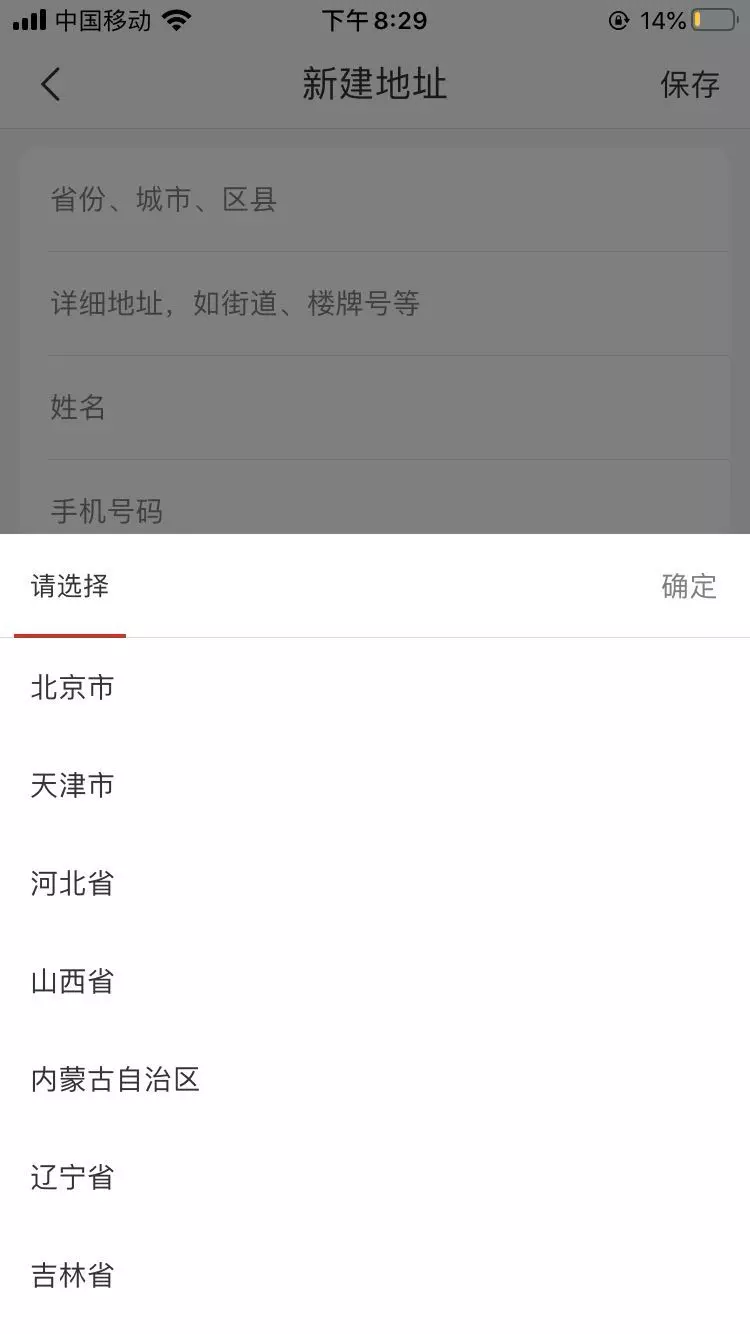 中国移动 下午8:29 14%
新建地址 保存
省份、城市、区县
详细地址，如街道、楼牌号等
姓名
手机号码
请选择 确定
北京市
天津市
河北省
山西省
内蒙古自治区
辽宁省
吉林省